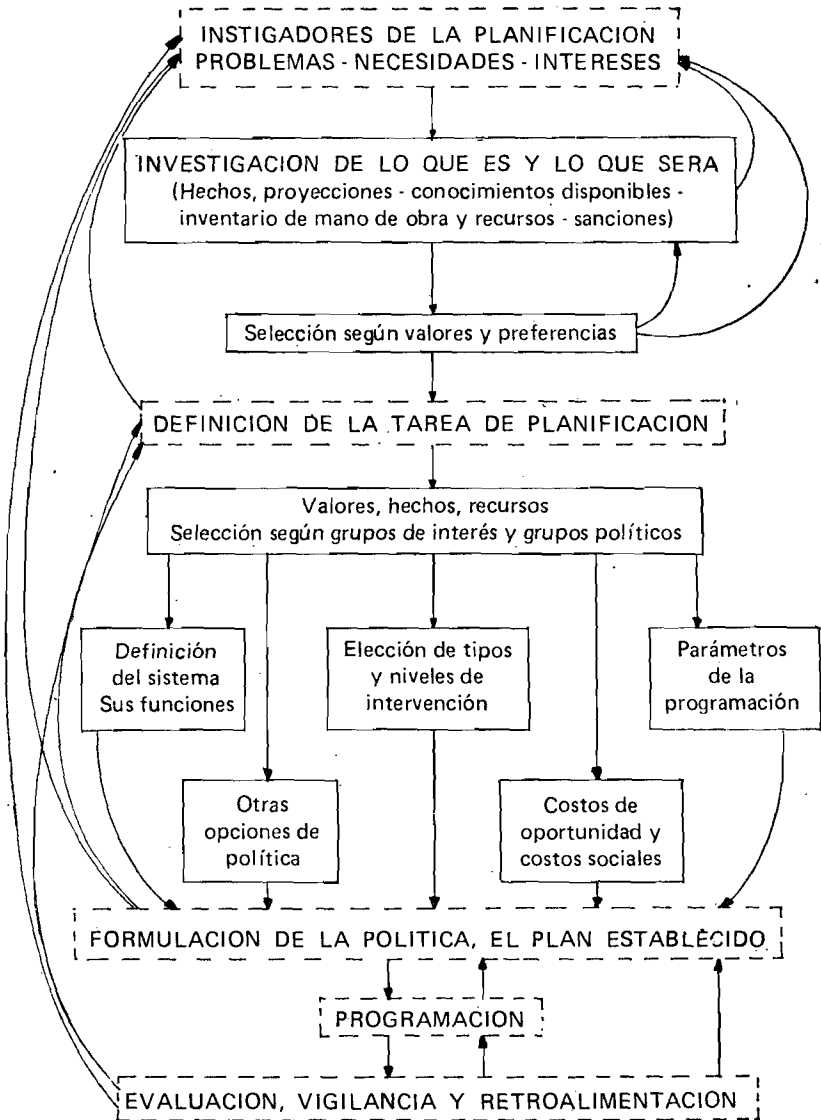 INSTIGADORES DE LA PLANIFICACION
PROBLEMAS - NECESIDADES - INTERESES
INVESTIGACION DE LO QUE ES Y LO QUE SERA
(Hechos, proyecciones - conocimientos disponibles -
inventario de mano de obra y recursos - sanciones)
Selección según valores y preferencias
DEFINICION DE LA TAREA DE PLANIFICACION
Valores, hechos, recursos
Selección según grupos de interés y grupos políticos
Definición
del sistema
Sus funciones
Elección de tipos
y niveles de
intervención
Parámetros
de la
programación
Otras
opciones de
política
Costos de
oportunidad y
costos sociales
FORMULACION DE LA POLITICA, EL PLAN ESTABLECIDO
PROGRAMACION
EVALUACION, VIGILANCIA Y RETROALIMENTACION